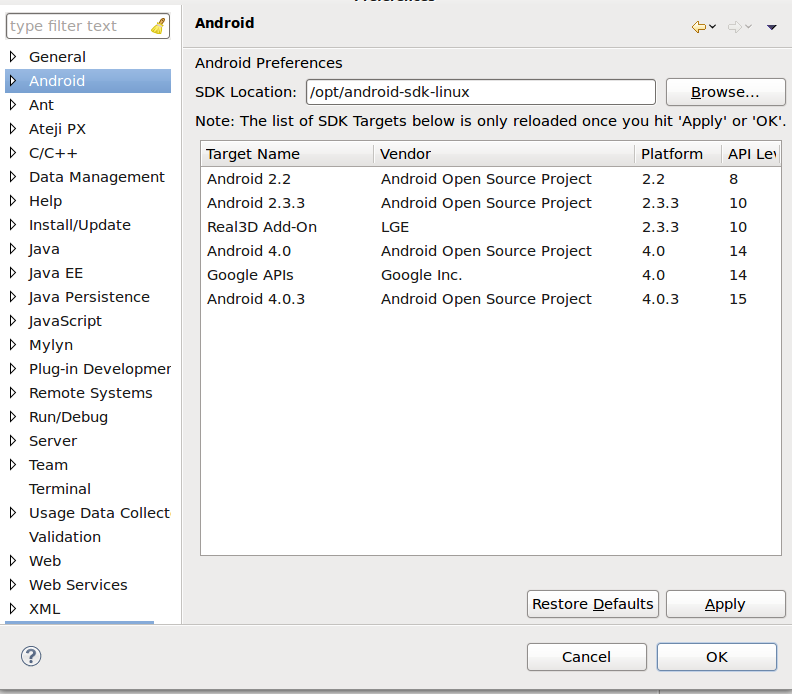 Preferences
type filter text
General
Android
Ant
Ateji PX
C/C++
Data Management
Help
Install/Update
Java
Java EE
Java Persistence
JavaScript
Mylyn
Plug-in Developmen
Remote Systems
Run/Debug
Server
Team
Terminal
Usage Data Collect
Validation
Web
Web Services
XML
Android
Android Preferences
SDK Location: /opt/android-sdk-linux Browse...
Note: The list of SDK Targets below is only reloaded once you hit 'Apply' or 'OK'.
Target Name Vendor Platform API Lev
Android 2.2 Android Open Source Project 2.2 8
Android 2.3.3 Android Open Source Project 2.3.3 10
Real3D Add-On LGE 2.3.3 10
Android 4.0 Android Open Source Project 4.0 14
Google APIs Google Inc. 4.0 14
Android 4.0.3 Android Open Source Project 4.0.3 15
Restore Defaults Apply
? Cancel OK